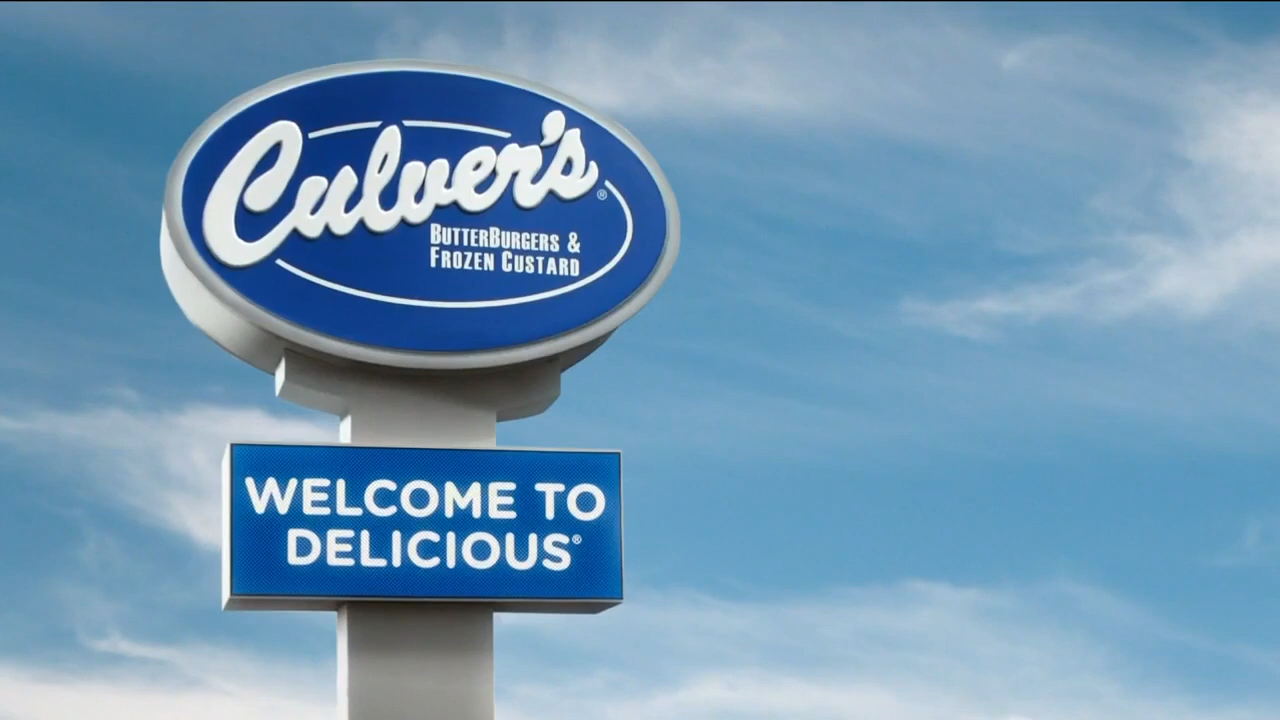 Culver's®
BUTTERBURGERS &
FROZEN CUSTARD
WELCOME TO
DELICIOUS®